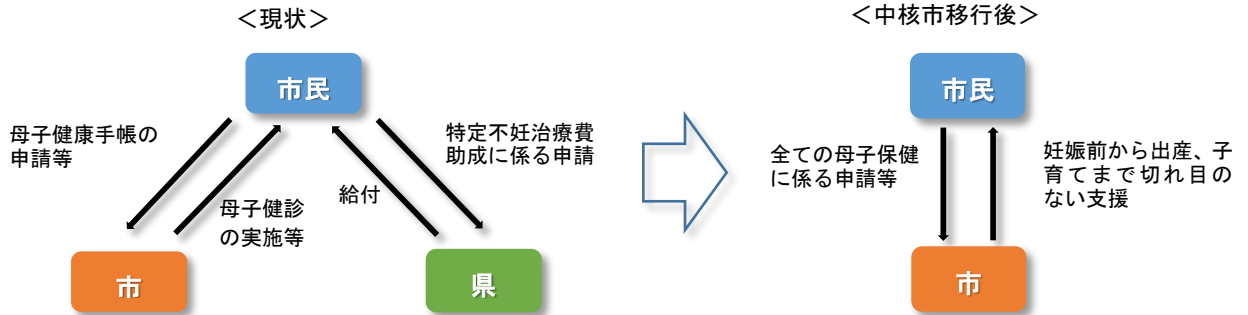 ＜現状＞
市民
母子健康手帳の
申請等
母子健診
の実施等
給付
特定不妊治療費
助成に係る申請
市
県
＜中核市移行後＞
市民
全ての母子保健
に係る申請等
妊娠前から出産、子
育てまで切れ目の
ない支援
市